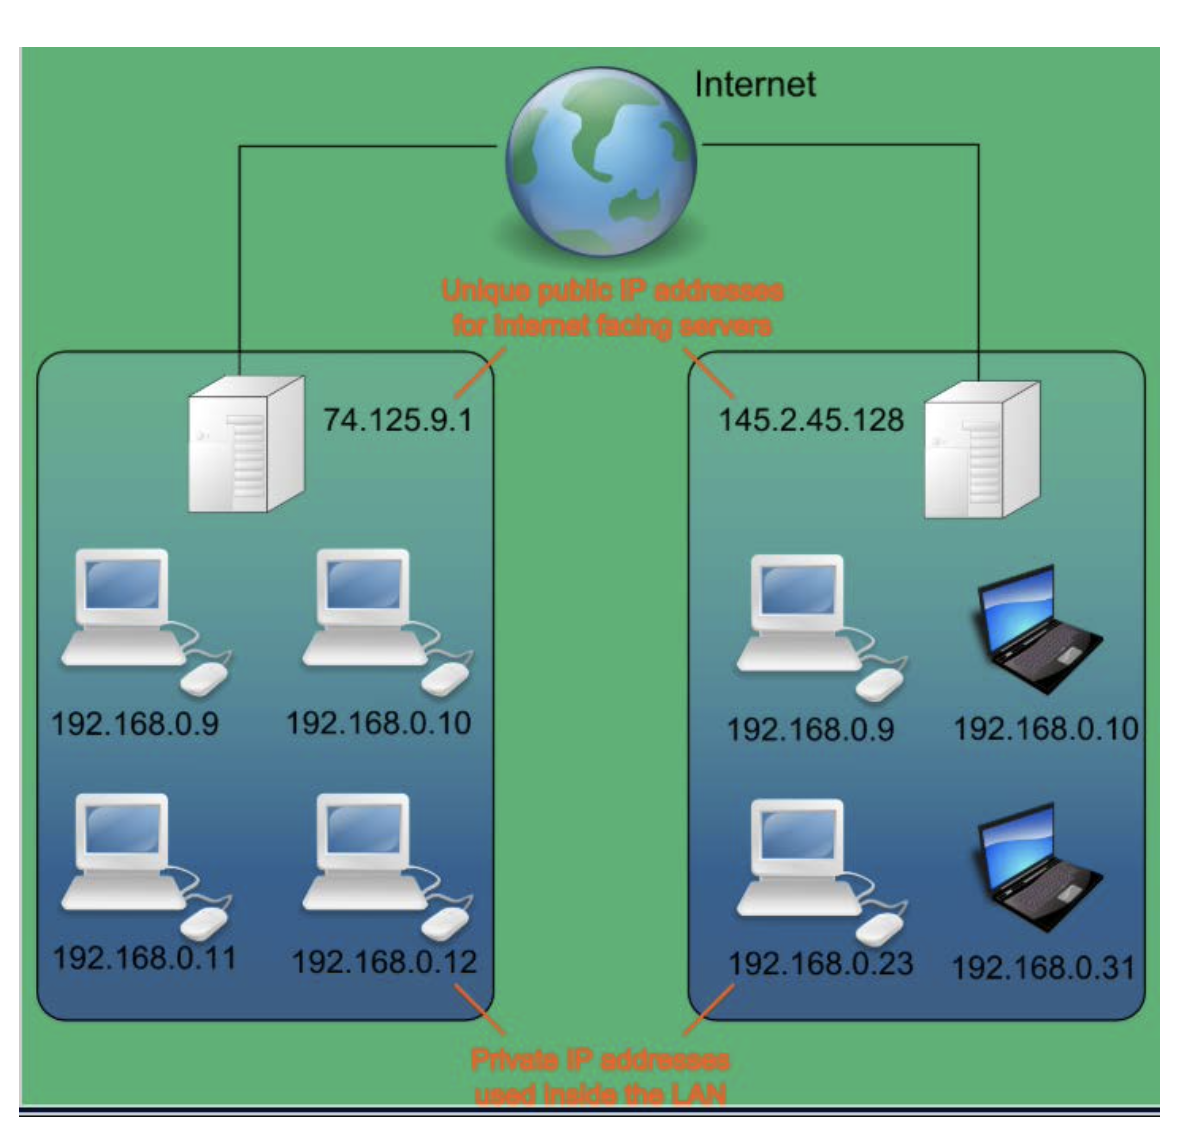 Internet
Unique public IP addresses
for Internet facing servers
74.125.9.1
145.2.45.128
192.168.0.9
192.168.0.10
192.168.0.9
192.168.0.10
192.168.0.11
192.168.0.12
192.168.0.23
192.168.0.31
Private IP addresses
used inside the LAN